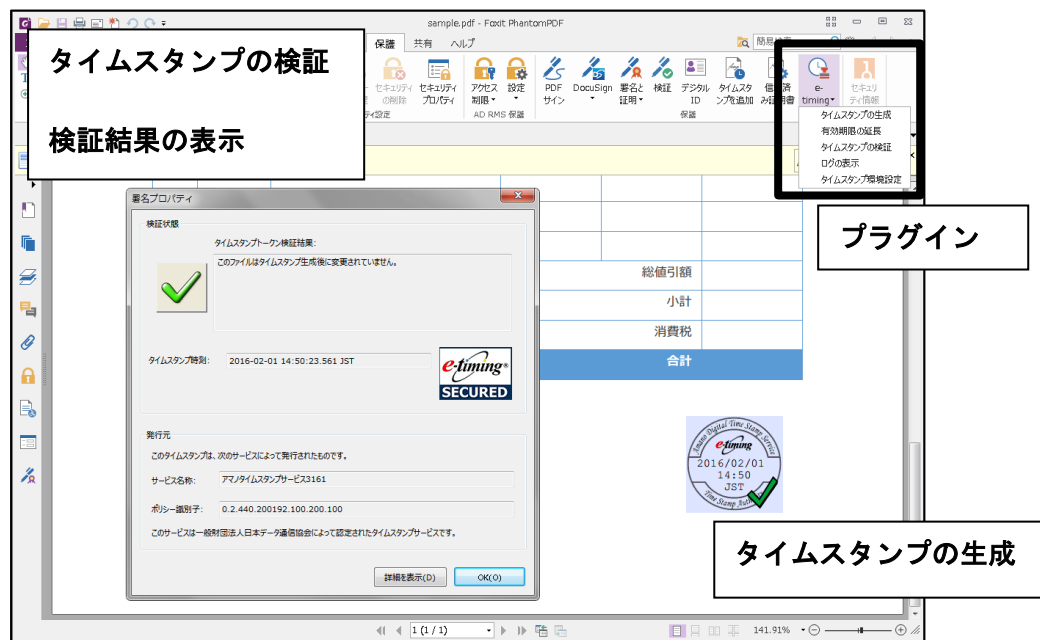 sample.pdf - Foxit PhantomPDF
保護 共有 ヘルプ
の削除
セキュリティ
プロパティ
アクセス
制限
設定
AD RMS 保護
PDF
サイン
DocuSign
署名と
証明
検証
デジタル
ID
タイムスタ
ンプを追加
保護
e-
timing
セキュリ
ティ情報
タイムスタンプの生成
有効期限の延長
タイムスタンプの検証
ログの表示
タイムスタンプ環境設定
タイムスタンプの検証
検証結果の表示
プラグイン
署名プロパティ
検証状態
タイムスタンプトークン検証結果:
このファイルはタイムスタンプ生成後に変更されていません。
タイムスタンプ時刻: 2016-02-01 14:50:23.561 JST
e-timing
SECURED
発行元
このタイムスタンプは、次のサービスによって発行されたものです。
サービス名称: アマノタイムスタンプサービス3161
ポリシー識別子: 0.2.440.200192.100.200.100
このサービスは一般財団法人日本データ通信協会によって認定されたタイムスタンプサービスです。
詳細を表示(D) OK(O)
総値引額
小計
消費税
合計
Amano Digital Time Stamp Service
e-timing
2016/02/01
14:50
JST
Time Stamp
タイムスタンプの生成
1 (1 / 1)
141.91%